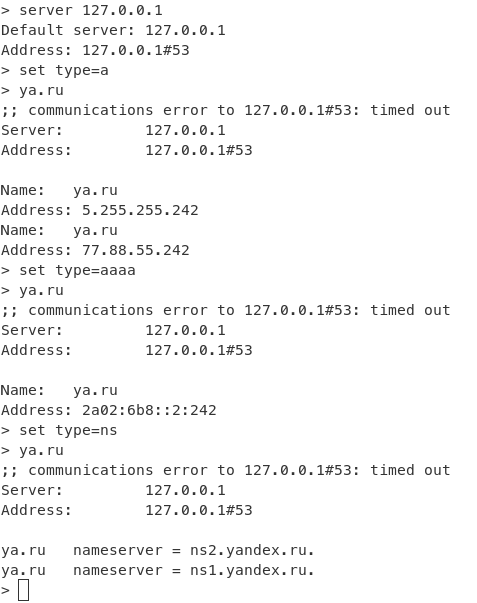 > server 127.0.0.1
Default server: 127.0.0.1
Address: 127.0.0.1#53
> set type=a
> ya.ru
;; communications error to 127.0.0.1#53: timed out
Server:         127.0.0.1
Address:        127.0.0.1#53

Name:   ya.ru
Address: 5.255.255.242
Name:   ya.ru
Address: 77.88.55.242
> set type=aaaa
> ya.ru
;; communications error to 127.0.0.1#53: timed out
Server:         127.0.0.1
Address:        127.0.0.1#53

Name:   ya.ru
Address: 2a02:6b8::2:242
> set type=ns
> ya.ru
;; communications error to 127.0.0.1#53: timed out
Server:         127.0.0.1
Address:        127.0.0.1#53

ya.ru   nameserver = ns2.yandex.ru.
ya.ru   nameserver = ns1.yandex.ru.
>